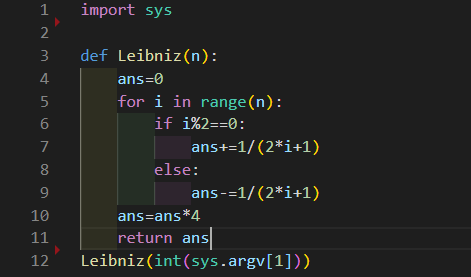 1 import sys
2
3 def Leibniz(n):
4     ans=0
5     for i in range(n):
6         if i%2==0:
7             ans+=1/(2*i+1)
8         else:
9             ans-=1/(2*i+1)
10     ans=ans*4
11     return ans
12 Leibniz(int(sys.argv[1]))